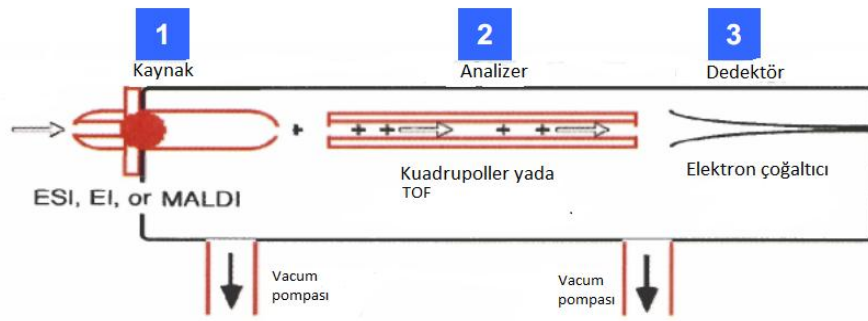 1
2
3
Kaynak
Analizer
Dedektör
ESI, EI, or MALDI
Kuadrupoller yada
TOF
Elektron çoğaltıcı
Vacum
pompası
Vacum
pompası